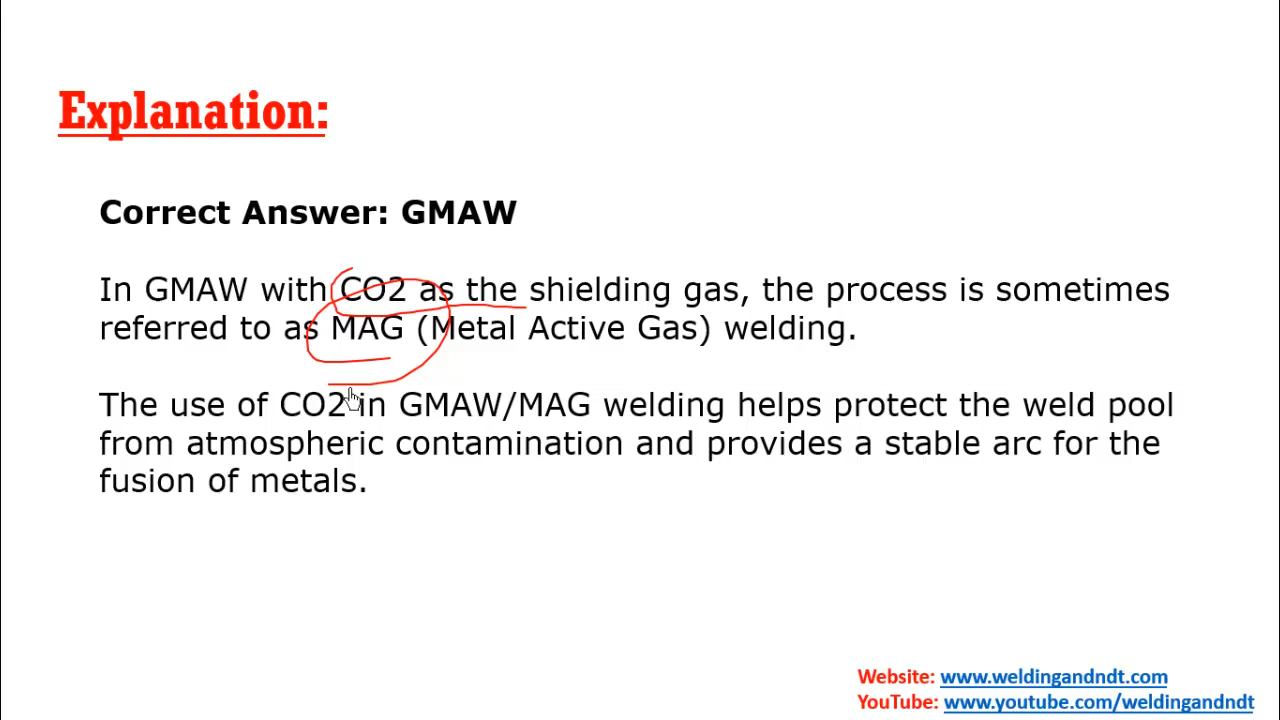 Explanation:
Correct Answer: GMAW
In GMAW with CO2 as the shielding gas, the process is sometimes
referred to as MAG (Metal Active Gas) welding.
The use of CO2 in GMAW/MAG welding helps protect the weld pool
from atmospheric contamination and provides a stable arc for the
fusion of metals.
Website: www.weldingandndt.com
YouTube: www.youtube.com/weldingandndt